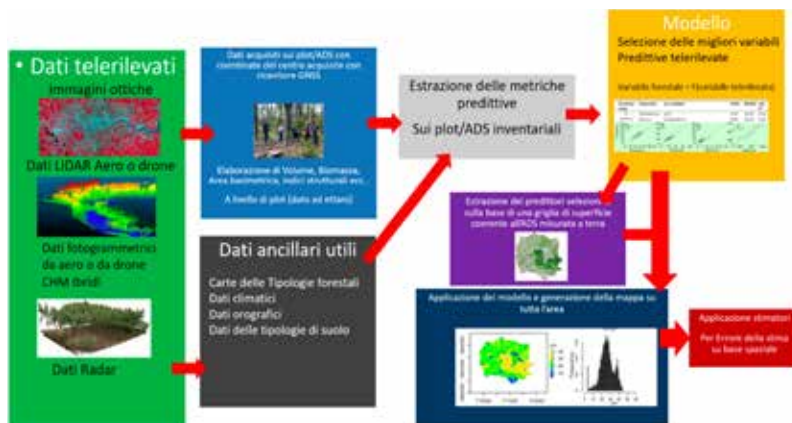 • Dati telerilevati
Immagini ottiche
Dati LIDAR Aero o drone
Dati fotogrammetrici
da aereo o da drone
CHM Ibridi
Dati Radar
Dati acquisiti sui plot/ADS con
coordinate del centro acquisite con
ricevitore GNSS
Elaborazione di Volume, Biomassa,
Area basimetrica, indici strutturali ecc.
A livello di plot (dato ad ettaro)
Dati ancillari utili
Carte delle Tipologie forestali
Dati climatici
Dati orografici
Dati delle tipologie di suolo
Estrazione delle metriche
predittive
Sui plot/ADS inventariali
Modello
Selezione delle migliori variabili
Predittive telerilevate
Variabile forestale = f(variabile telerilevata)
Estrazione dei predittori selezionati
sulla base di una griglia di superficie
coerente all'ADS misurata a terra
Applicazione del modello e generazione della mappa su
tutta l'area
Applicazione stimatori
Per Errore della stima
su base spaziale